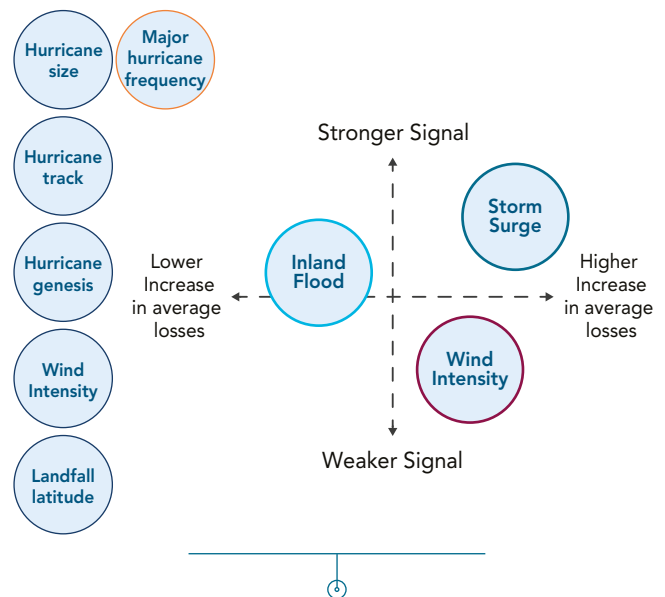 Hurricane
size
Major
hurricane
frequency
Hurricane
track
Hurricane
genesis
Wind
Intensity
Landfall
latitude
Stronger Signal
Storm
Surge
Inland
Flood
Lower
Increase
in average
losses
Higher
Increase
in average
losses
Wind
Intensity
Weaker Signal